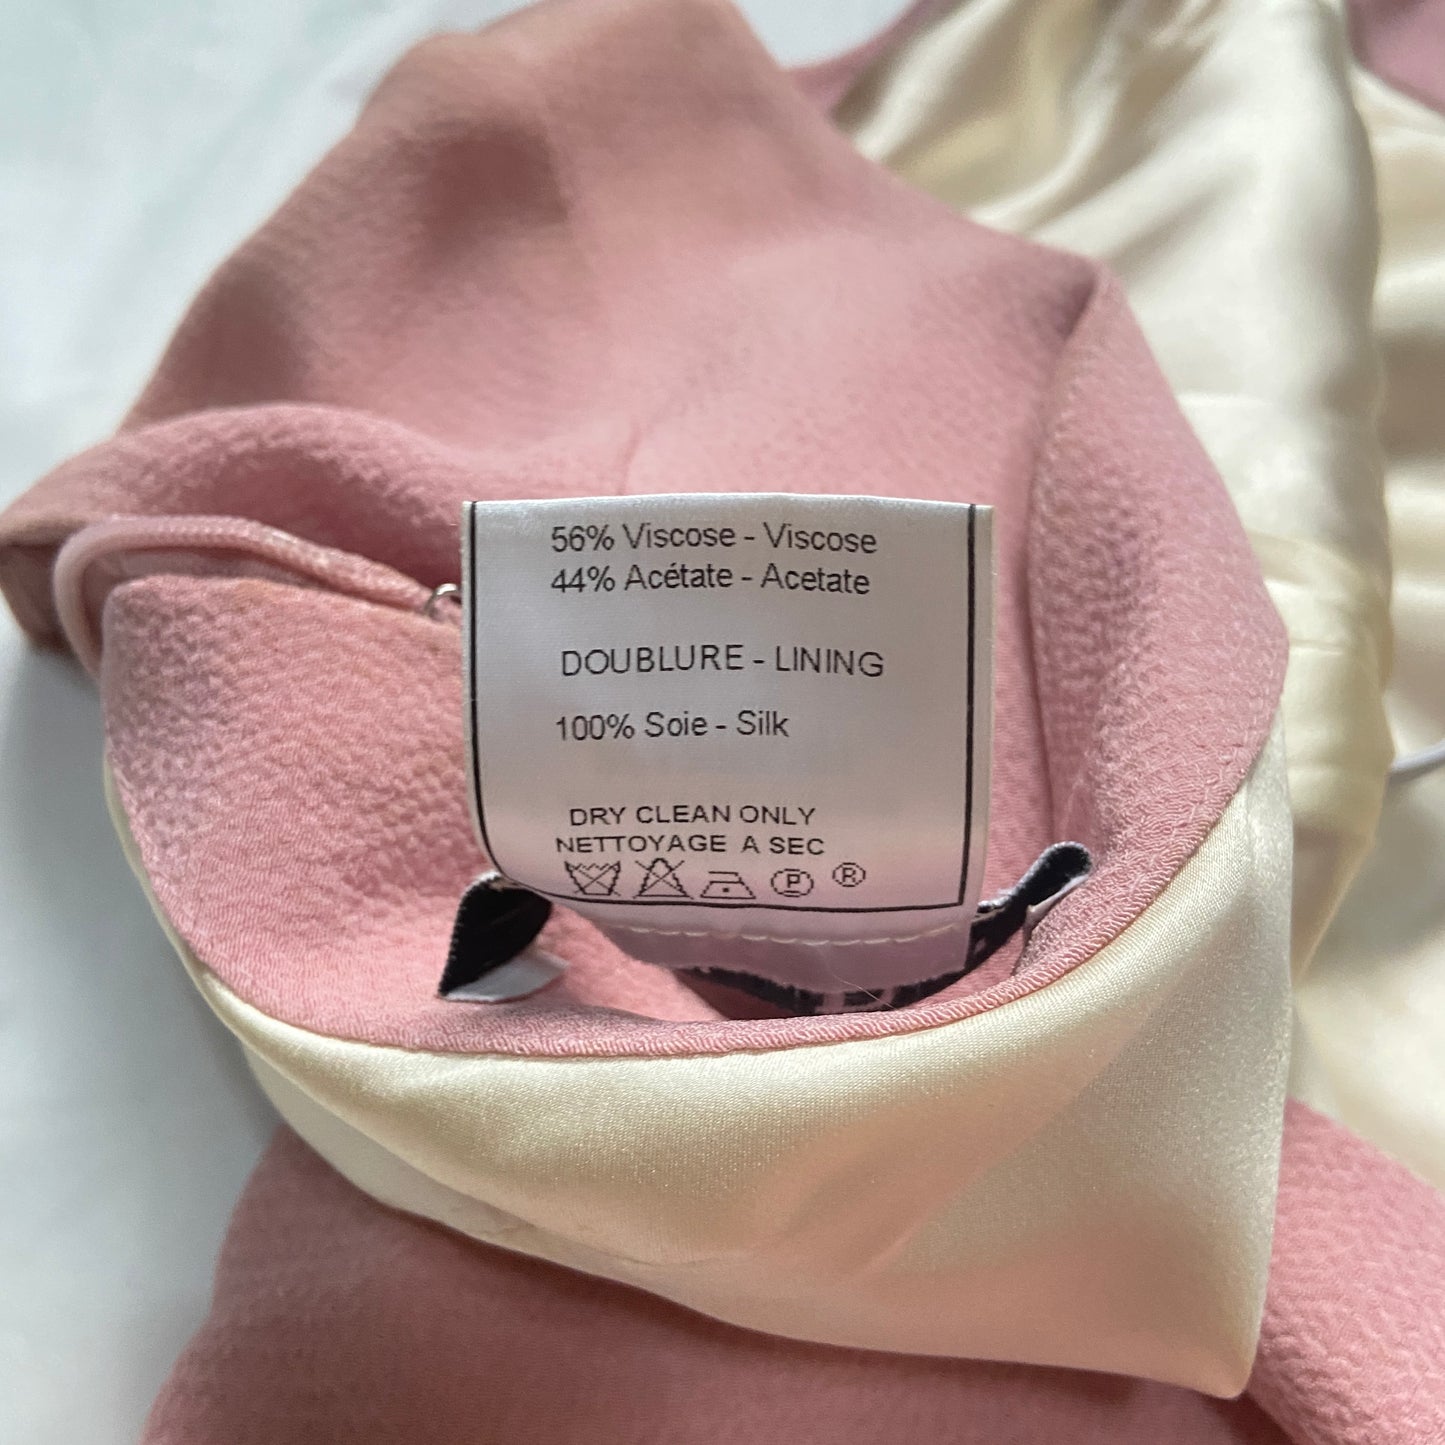 56% Viscose - Viscose
44% Acétate - Acetate
DOUBLURE - LINING
100% Soie - Silk
DRY CLEAN ONLY
NETTOYAGE A SEC
P ®